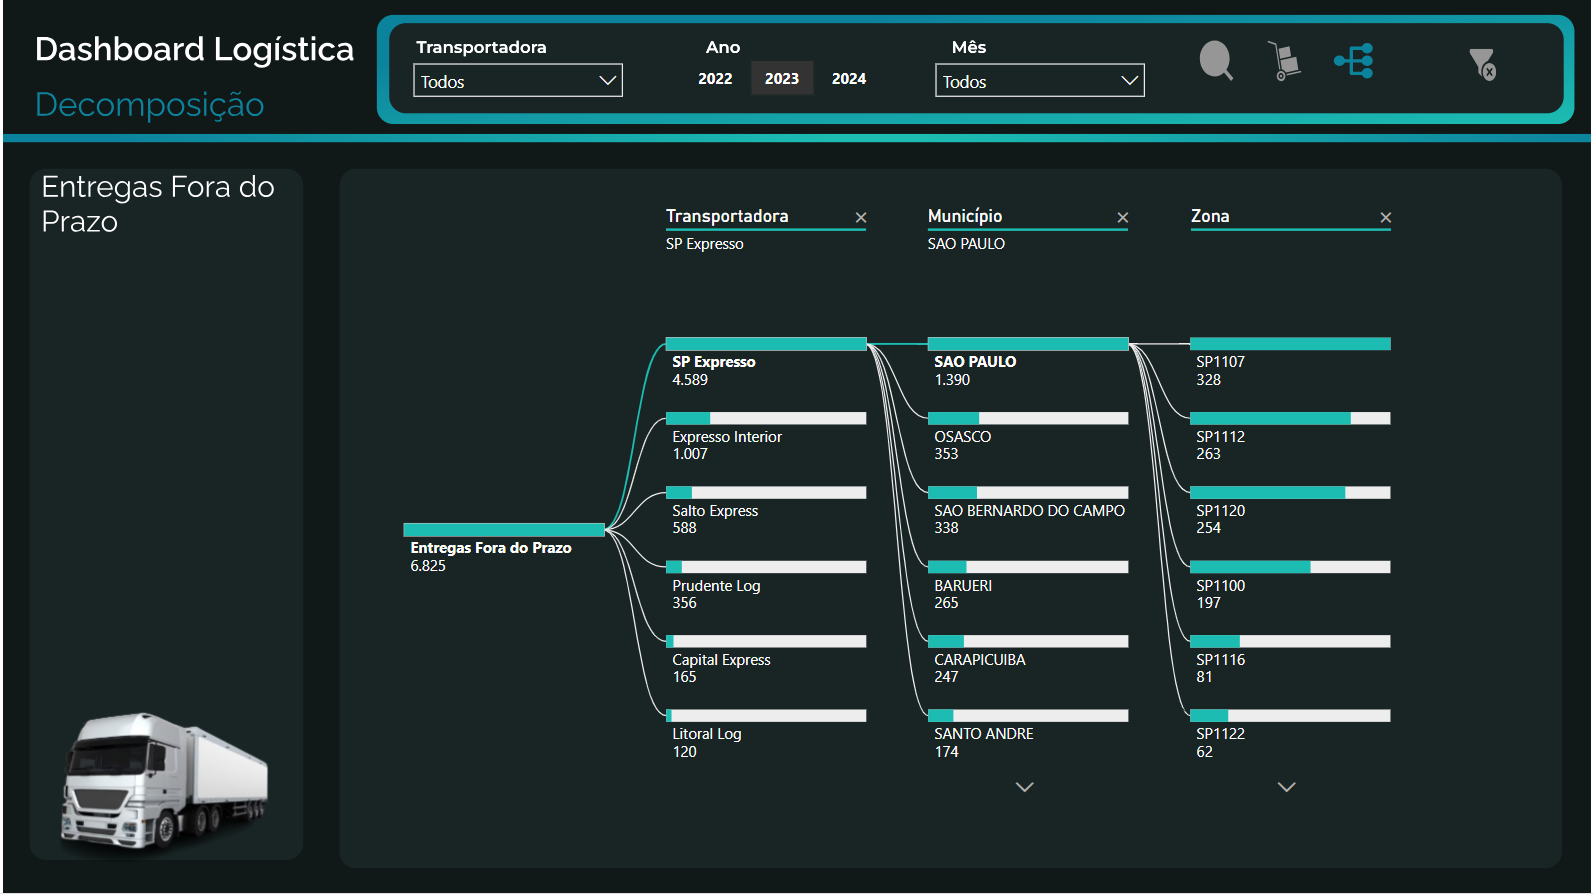 Dashboard Logística
Decomposição
Transportadora
Todos
Ano
2022 2023 2024
Mês
Todos
Entregas Fora do
Prazo
Transportadora
SP Expresso
Município
SAO PAULO
Zona
Entregas Fora do Prazo
6.825
SP Expresso
4.589
Expresso Interior
1.007
Salto Express
588
Prudente Log
356
Capital Express
165
Litoral Log
120
SAO PAULO
1.390
OSASCO
353
SAO BERNARDO DO CAMPO
338
BARUERI
265
CARAPICUIBA
247
SANTO ANDRE
174
SP1107
328
SP1112
263
SP1120
254
SP1100
197
SP1116
81
SP1122
62